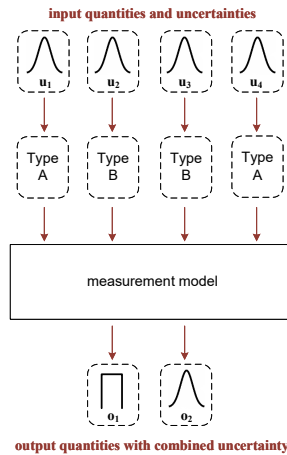 input quantities and uncertainties
u1 u2 u3 u4
Type Type Type Type
A B B A
measurement model
o1 o2
output quantities with combined uncertainty